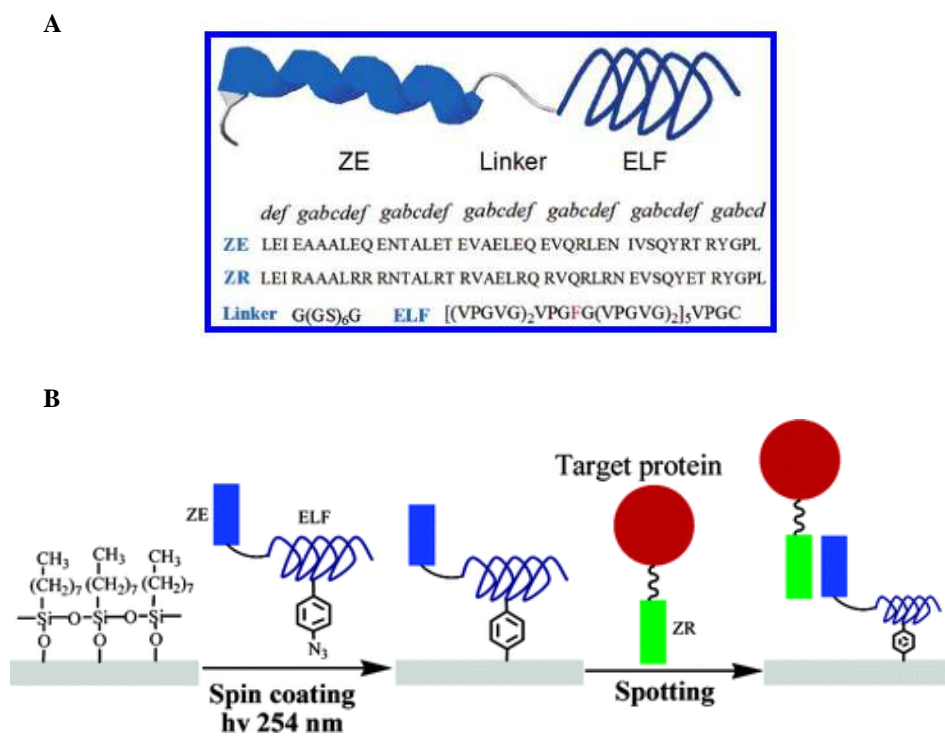 A
ZE Linker ELF
def gabcdef gabcdef gabcdef gabcdef gabcdef gabcd
ZE LEI EAAALEQ ENTALET EVAELEQ EVQRLEN IVSQYRT RYGPL
ZR LEI RAAALRR RNTALRT RVAELRQ RVQRLRN EVSQYET RYGPL
Linker G(GS)6G ELF [(VPGVG)2VPGFG(VPGVG)2]5VPGC
B
Target protein
ZE
ELF
CH3 CH3 CH3
(CH2)7 (CH2)7 (CH2)7
Si O Si O Si
O O O
N3
ZR
Spin coating
hv 254 nm
Spotting